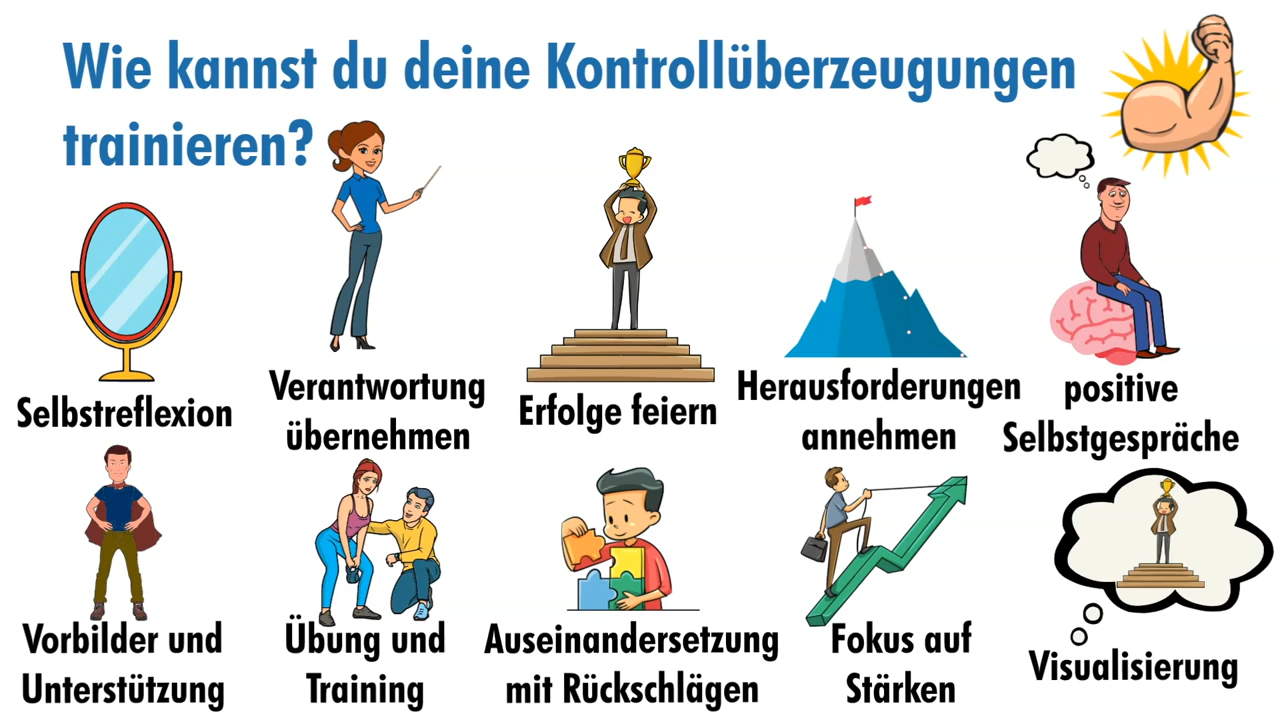 Wie kannst du deine Kontrollüberzeugungen
trainieren?
Selbstreflexion
Verantwortung
übernehmen
Erfolge feiern
Herausforderungen
annehmen
positive
Selbstgespräche
Vorbilder und
Unterstützung
Übung und
Training
Auseinandersetzung
mit Rückschlägen
Fokus auf
Stärken
Visualisierung